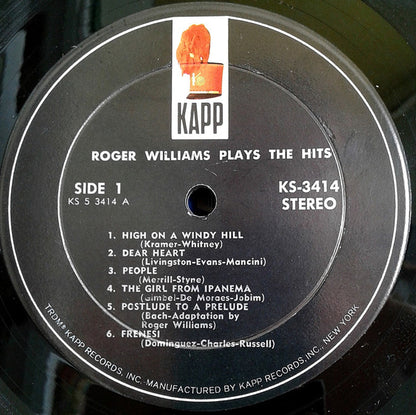 KAPP
ROGER WILLIAMS PLAYS THE HITS
SIDE 1
KS 5 3414 A
KS-3414
STEREO
1. HIGH ON A WINDY HILL
(Kramer-Whitney)
2. DEAR HEART
(Livingston-Evans-Mancini)
3. PEOPLE
(Merrill-Styne)
4. THE GIRL FROM IPANEMA
(Gimbel-De Moraes-Jobim)
5. POSTLUDE TO A PRELUDE
(Bach-Adaptation by
Roger Williams)
6. FRENESI
(Dominguez-Charles-Russell)
TRDMK KAPP RECORDS, INC. MANUFACTURED BY KAPP RECORDS, INC., NEW YORK